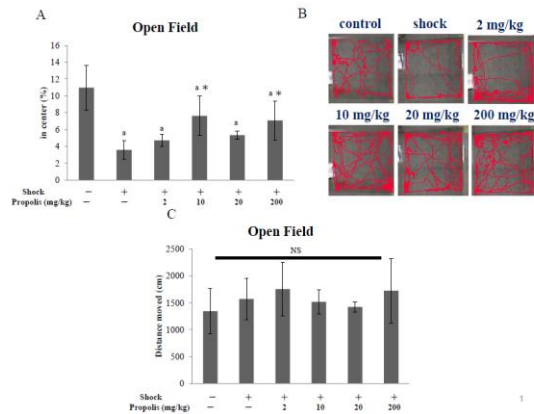 A
Open Field
in center (%)
16
14
12
10
8
6
4
2
0
a
a
a *
a
a *
Shock − + + + + +
Propolis (mg/kg) − − 2 10 20 200
B
control shock 2 mg/kg
10 mg/kg 20 mg/kg 200 mg/kg
C
Open Field
NS
Distance moved (cm)
2500
2000
1500
1000
500
0
Shock − + + + + +
Propolis (mg/kg) − − 2 10 20 200
1